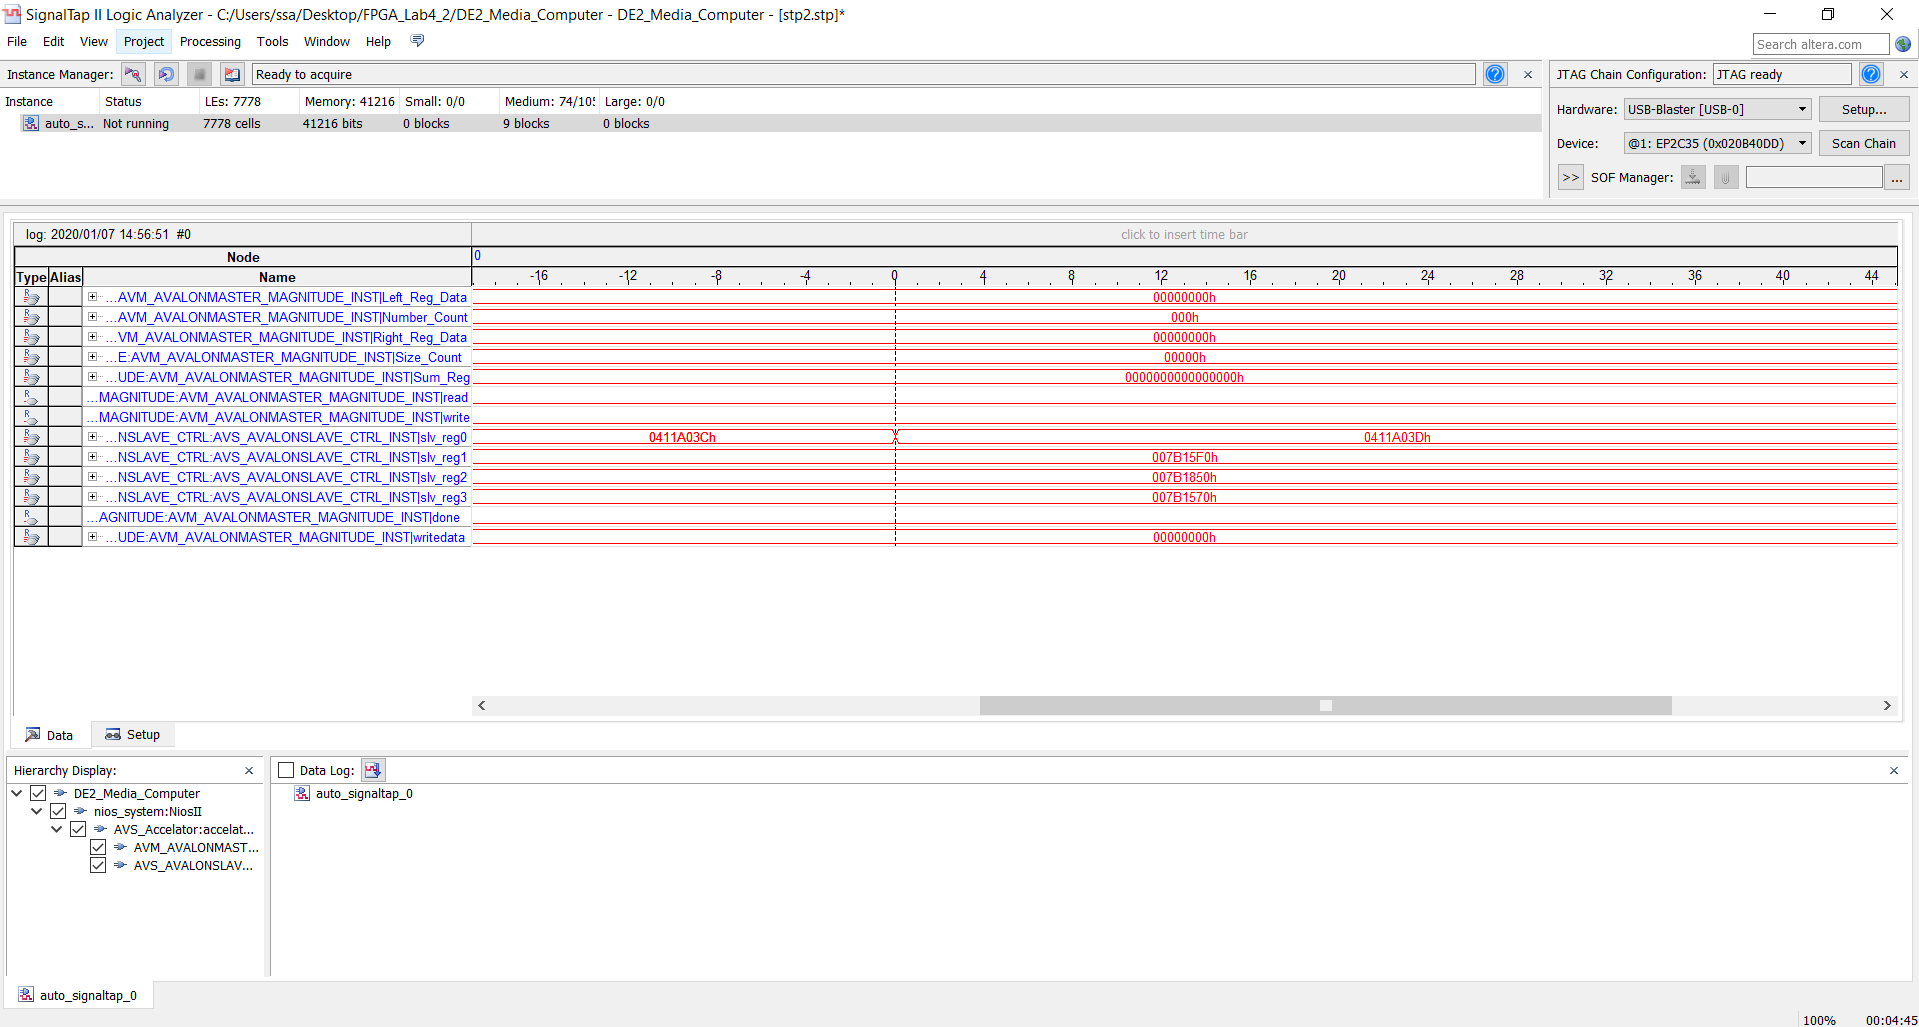 SignalTap II Logic Analyzer - C:/Users/ssa/Desktop/FPGA_Lab4_2/DE2_Media_Computer - DE2_Media_Computer - [stp2.stp]*
File Edit View Project Processing Tools Window Help
Search altera.com
Instance Manager: Ready to acquire
JTAG Chain Configuration: JTAG ready
Instance Status LEs: 7778 Memory: 41216 Small: 0/0 Medium: 74/105 Large: 0/0
auto_s... Not running 7778 cells 41216 bits 0 blocks 9 blocks 0 blocks
Hardware: USB-Blaster [USB-0] Setup...
Device: @1: EP2C35 (0x020B40DD) Scan Chain
>> SOF Manager: ...
log: 2020/01/07 14:56:51 #0 click to insert time bar
Node 0
Type Alias Name -16 -12 -8 -4 0 4 8 12 16 20 24 28 32 36 40 44
...AVM_AVALONMASTER_MAGNITUDE_INST|Left_Reg_Data 00000000h
...AVM_AVALONMASTER_MAGNITUDE_INST|Number_Count 000h
...VM_AVALONMASTER_MAGNITUDE_INST|Right_Reg_Data 00000000h
...E:AVM_AVALONMASTER_MAGNITUDE_INST|Size_Count 00000h
...UDE:AVM_AVALONMASTER_MAGNITUDE_INST|Sum_Reg 0000000000000000h
...MAGNITUDE:AVM_AVALONMASTER_MAGNITUDE_INST|read
...MAGNITUDE:AVM_AVALONMASTER_MAGNITUDE_INST|write
...NSLAVE_CTRL:AVS_AVALONSLAVE_CTRL_INST|slv_reg0 0411A03Ch 0411A03Dh
...NSLAVE_CTRL:AVS_AVALONSLAVE_CTRL_INST|slv_reg1 007B15F0h
...NSLAVE_CTRL:AVS_AVALONSLAVE_CTRL_INST|slv_reg2 007B1850h
...NSLAVE_CTRL:AVS_AVALONSLAVE_CTRL_INST|slv_reg3 007B1570h
...AGNITUDE:AVM_AVALONMASTER_MAGNITUDE_INST|done
...UDE:AVM_AVALONMASTER_MAGNITUDE_INST|writedata 00000000h
Data Setup
Hierarchy Display:
DE2_Media_Computer
nios_system:NiosII
AVS_Accelator:accelat...
AVM_AVALONMAST...
AVS_AVALONSLAV...
Data Log:
auto_signaltap_0
auto_signaltap_0
100% 00:04:45